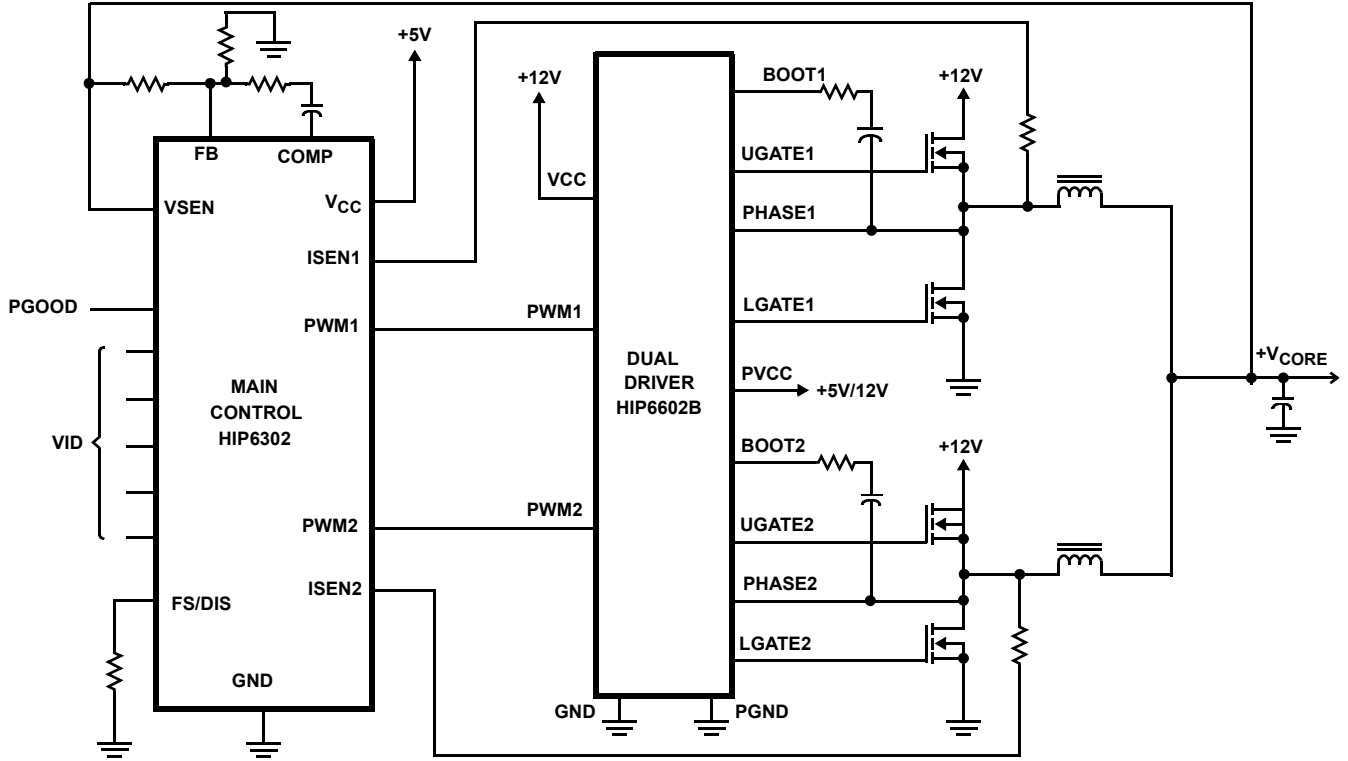 +5V
+12V
BOOT1
+12V
FB
COMP
UGATE1
VCC
VSEN
VCC
PHASE1
ISEN1
PGOOD
PWM1
PWM1
LGATE1
DUAL
DRIVER
HIP6602B
+VCORE
PVCC
+5V/12V
MAIN
CONTROL
HIP6302
VID
BOOT2
+12V
PWM2
PWM2
UGATE2
ISEN2
PHASE2
FS/DIS
LGATE2
GND
GND
PGND